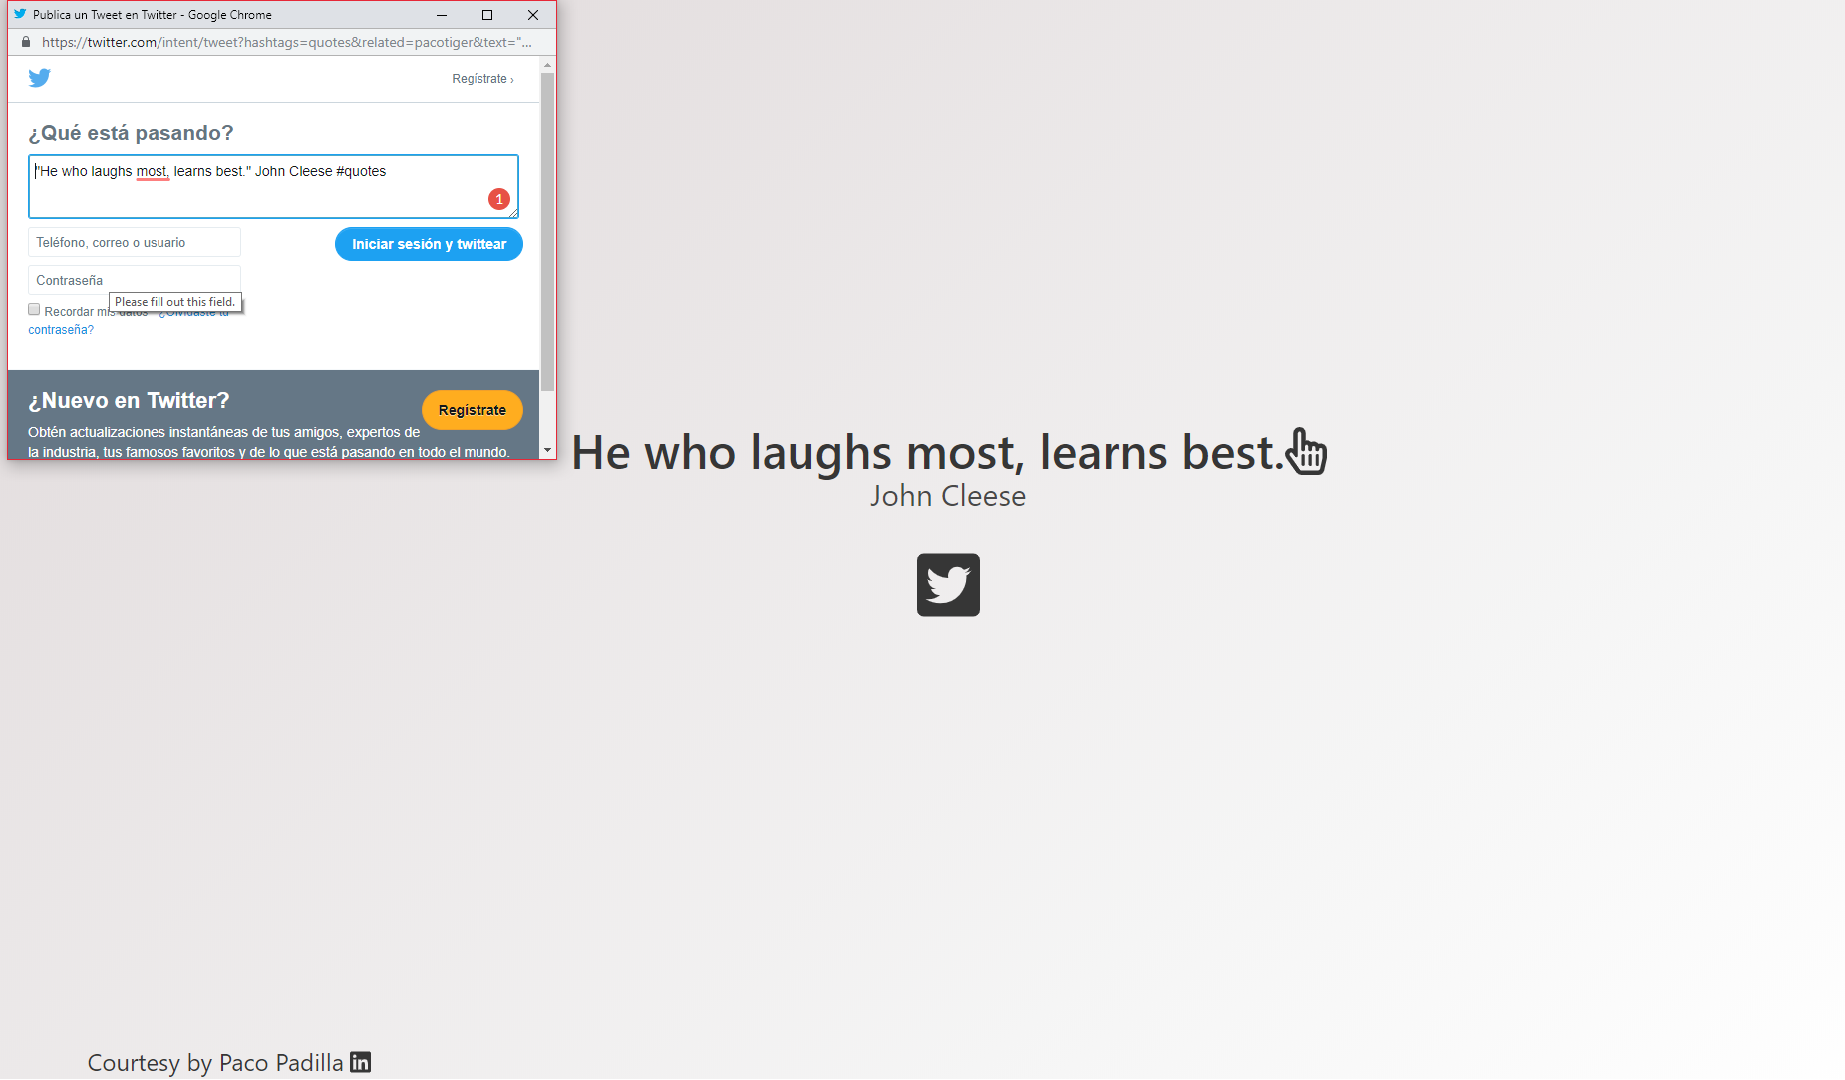 Publica un Tweet en Twitter - Google Chrome
https://twitter.com/intent/tweet?hashtags=quotes&related=pacotiger&text="...
Regístrate ›
¿Qué está pasando?
"He who laughs most, learns best." John Cleese #quotes
1
Teléfono, correo o usuario
Iniciar sesión y twittear
Contraseña
Please fill out this field.
Recordar mis datos · ¿Olvidaste tu
contraseña?
¿Nuevo en Twitter?
Regístrate
Obtén actualizaciones instantáneas de tus amigos, expertos de
la industria, tus famosos favoritos y de lo que está pasando en todo el mundo.
He who laughs most, learns best.
John Cleese
Courtesy by Paco Padilla in